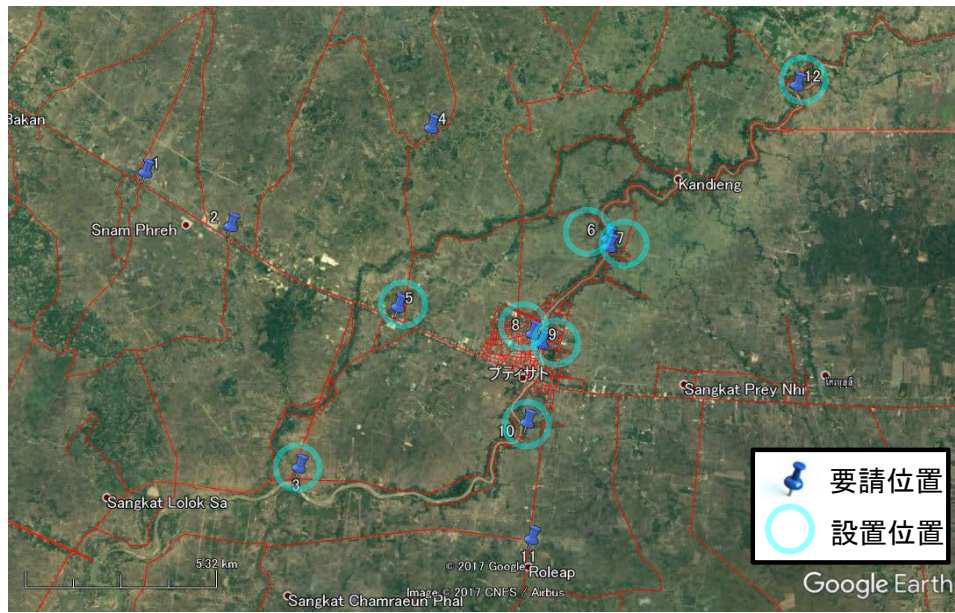 12
Bakan
4
1
Kandieng
2
Snam Phreh
6
7
5
8
9
プティサト
Sangkat Prey Nhi
10
3
Sangkat Lolok Sa
要請位置
設置位置
11
5.32 km
© 2017 Google
Roleap
Image © 2017 CNES / Airbus
Sangkat Chamraeun Phal
Google Earth